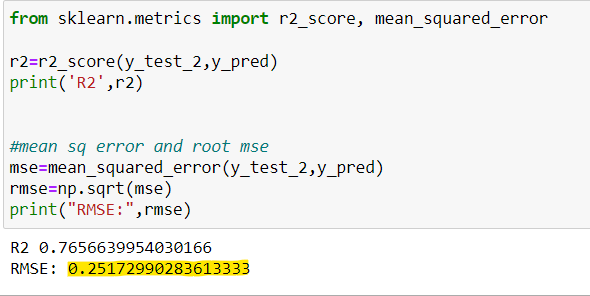 from sklearn.metrics import r2_score, mean_squared_error
r2=r2_score(y_test_2,y_pred)
print('R2',r2)
#mean sq error and root mse
mse=mean_squared_error(y_test_2,y_pred)
rmse=np.sqrt(mse)
print("RMSE:",rmse)
R2 0.7656639954030166
RMSE: 0.25172990283613333